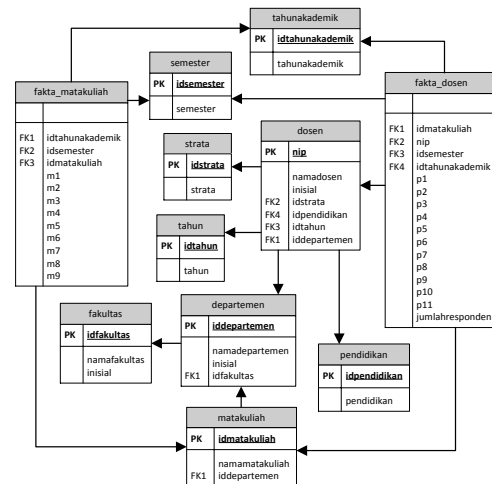 tahunakademik
PK idtahunakademik
tahunakademik
semester
PK idsemester
semester
fakta_matakuliah
FK1 idtahunakademik
FK2 idsemester
FK3 idmatakuliah
m1
m2
m3
m4
m5
m6
m7
m8
m9
fakta_dosen
FK1 idmatakuliah
FK2 nip
FK3 idsemester
FK4 idtahunakademik
p1
p2
p3
p4
p5
p6
p7
p8
p9
p10
p11
jumlahresponden
strata
PK idstrata
strata
dosen
PK nip
namadosen
inisial
FK2 idstrata
FK4 idpendidikan
FK3 idtahun
FK1 iddepartemen
tahun
PK idtahun
tahun
fakultas
PK idfakultas
namafakultas
inisial
departemen
PK iddepartemen
namadepartemen
inisial
FK1 idfakultas
pendidikan
PK idpendidikan
pendidikan
matakuliah
PK idmatakuliah
namamatakuliah
FK1 iddepartemen